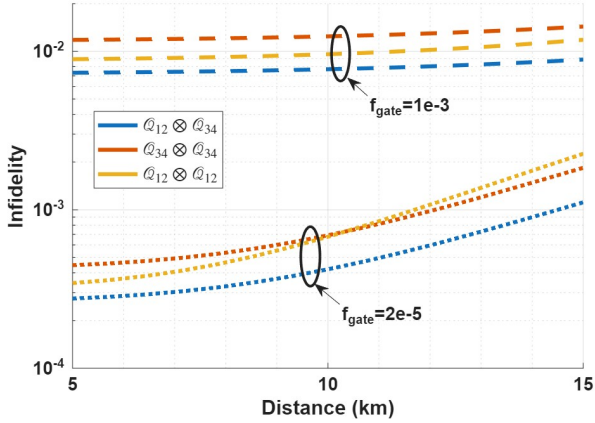 10⁻²
f_gate=1e-3
𝒬₁₂ ⊗ 𝒬₃₄
𝒬₃₄ ⊗ 𝒬₃₄
𝒬₁₂ ⊗ 𝒬₁₂
Infidelity
10⁻³
f_gate=2e-5
10⁻⁴
5 10 15
Distance (km)